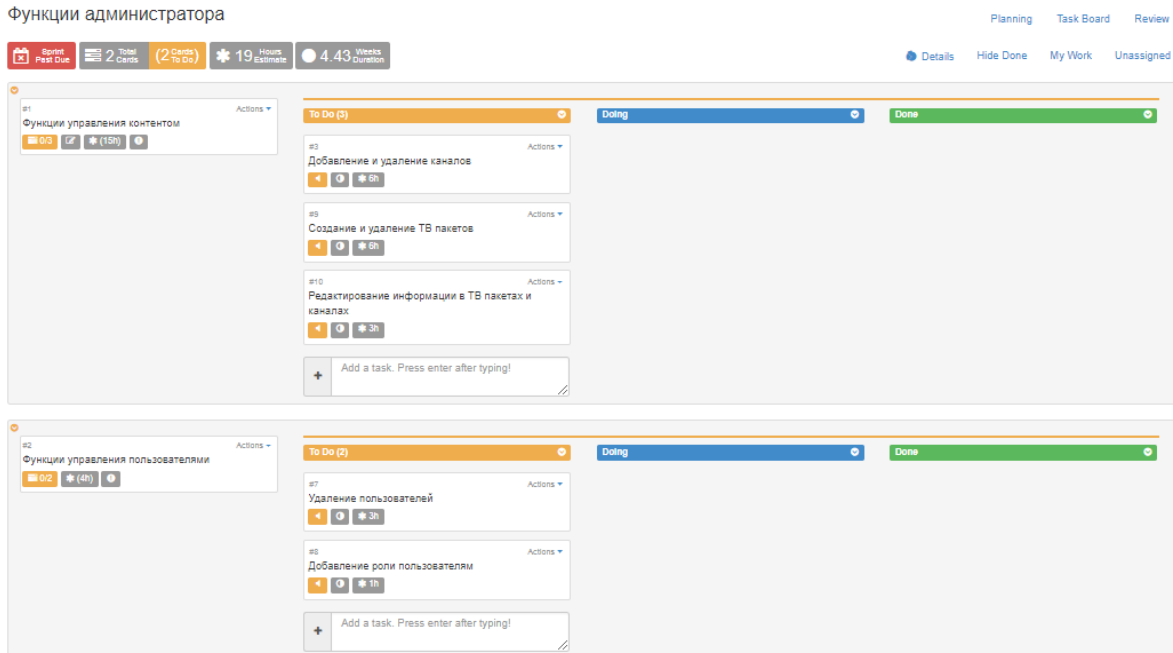 Функции администратора
Planning Task Board Review
Sprint Past Due 2 Total Cards (2 Cards To Do) 19 Hours Estimate 4.43 Weeks Duration
Details Hide Done My Work Unassigned
#1 Actions
Функции управления контентом
0/3 (15h)
To Do (3) Doing Done
#3 Actions
Добавление и удаление каналов
6h
#9 Actions
Создание и удаление ТВ пакетов
6h
#10 Actions
Редактирование информации в ТВ пакетах и
каналах
3h
+ Add a task. Press enter after typing!
#2 Actions
Функции управления пользователями
0/2 (4h)
To Do (2) Doing Done
#7 Actions
Удаление пользователей
3h
#8 Actions
Добавление роли пользователям
1h
+ Add a task. Press enter after typing!